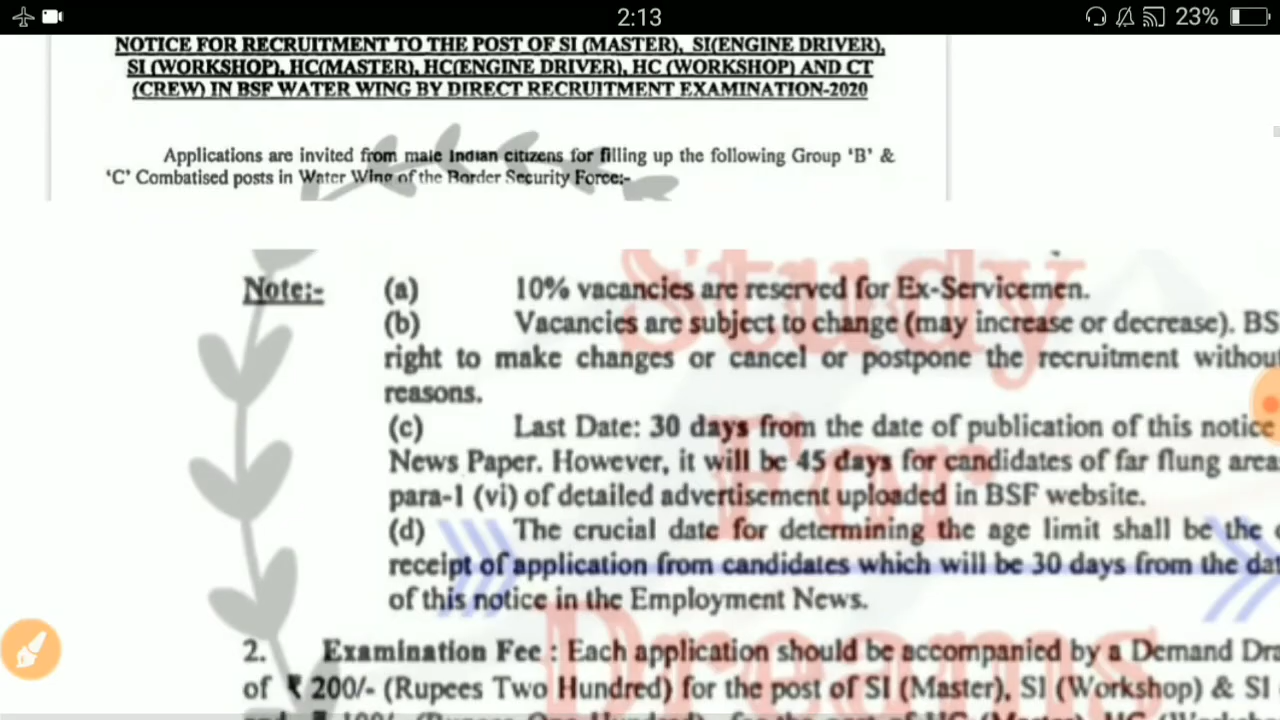 2:13
23%
NOTICE FOR RECRUITMENT TO THE POST OF SI (MASTER), SI(ENGINE DRIVER),
SI (WORKSHOP), HC(MASTER), HC(ENGINE DRIVER), HC (WORKSHOP) AND CT
(CREW) IN BSF WATER WING BY DIRECT RECRUITMENT EXAMINATION-2020
Applications are invited from male Indian citizens for filling up the following Group 'B' &
'C' Combatised posts in Water Wing of the Border Security Force:-
Study
For
Dreams
Note:- (a) 10% vacancies are reserved for Ex-Servicemen.
(b) Vacancies are subject to change (may increase or decrease). BS
right to make changes or cancel or postpone the recruitment without
reasons.
(c) Last Date: 30 days from the date of publication of this notice
News Paper. However, it will be 45 days for candidates of far flung area
para-1 (vi) of detailed advertisement uploaded in BSF website.
(d) The crucial date for determining the age limit shall be the
receipt of application from candidates which will be 30 days from the dat
of this notice in the Employment News.
2. Examination Fee : Each application should be accompanied by a Demand Dra
of ₹ 200/- (Rupees Two Hundred) for the post of SI (Master), SI (Workshop) & SI